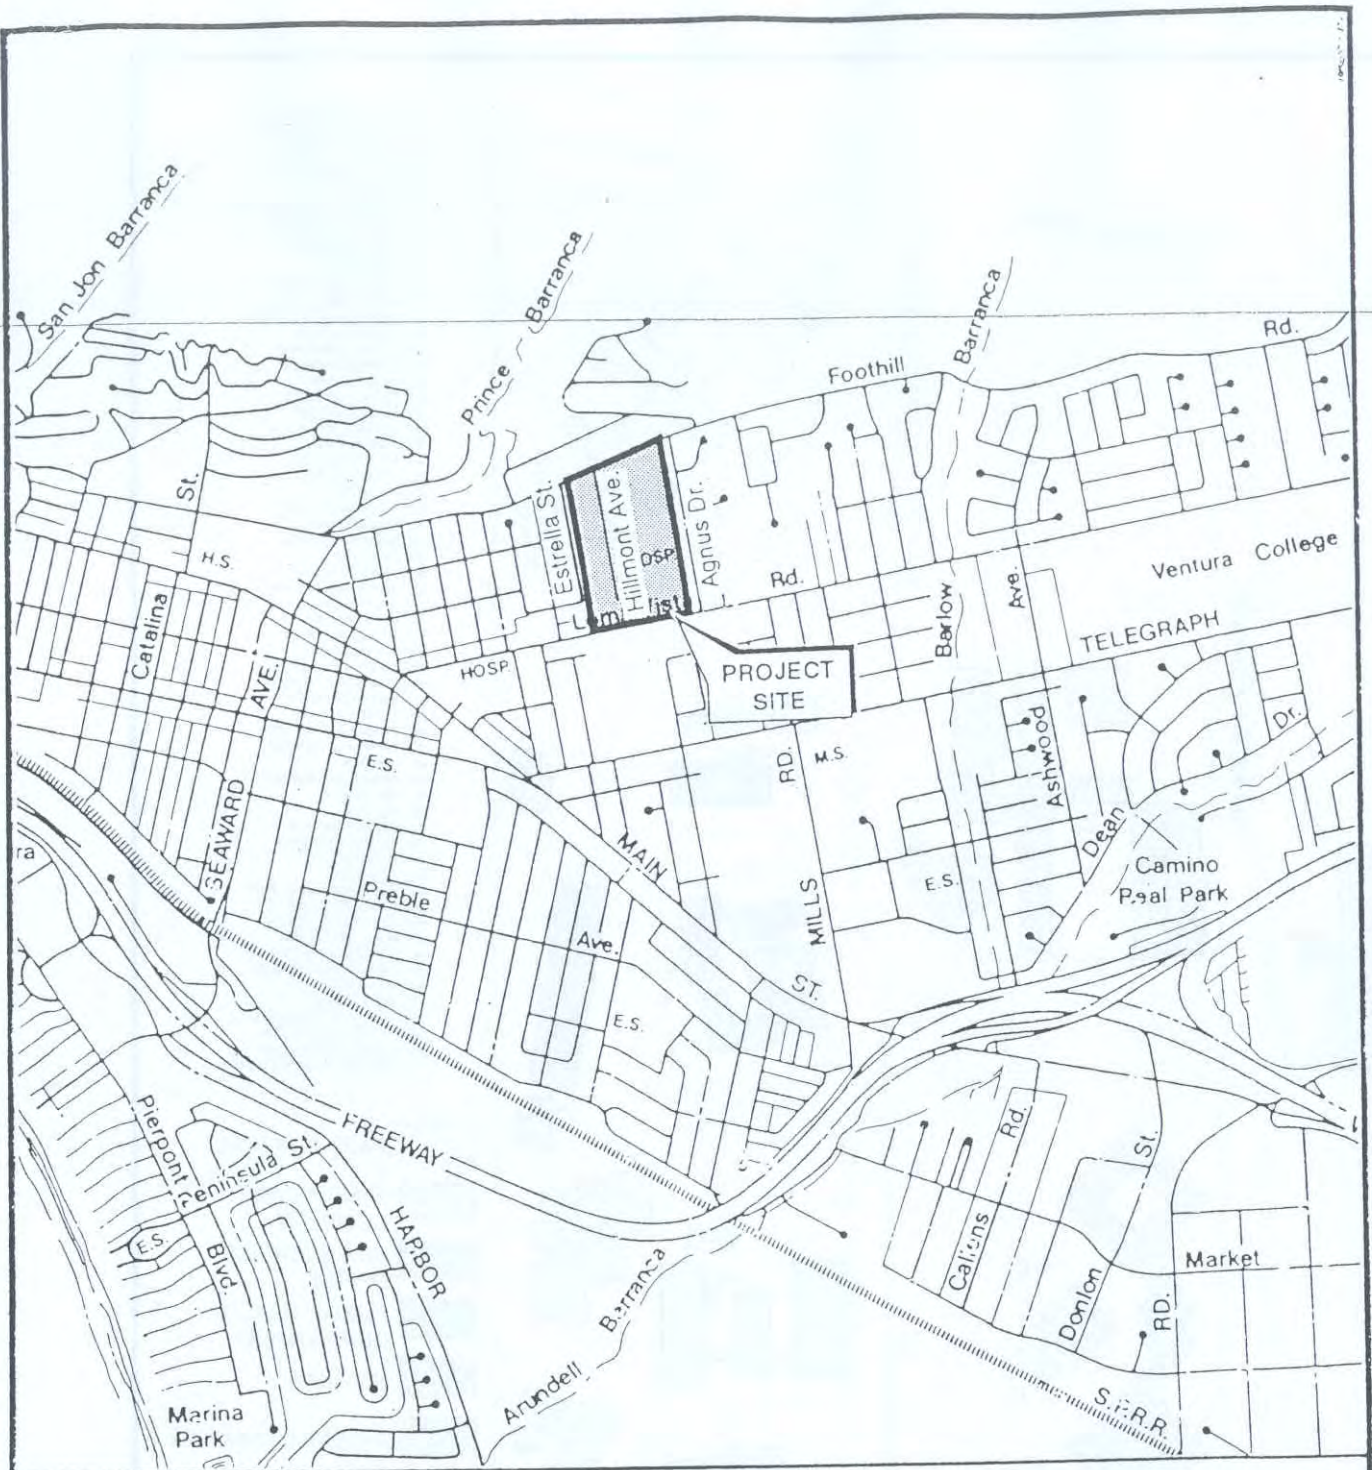 San Jon Barranca
Prince Barranca
Barranca
Foothill
Rd.
St.
Estrella St.
Hillmont Ave.
Agnus Dr.
H.S.
Rd.
Ventura College
Catalina
AVE.
Barlow
Ave.
TELEGRAPH
HOSP.
PROJECT
SITE
E.S.
RD.
M.S.
Ashwood
Dr.
SEAWARD
MAIN
Dean
ra
Preble
MILLS
E.S.
Camino
Real Park
Ave.
ST.
E.S.
Pierpont
St.
FREEWAY
Rd.
St.
Peninsula
HARBOR
E.S.
Blvd.
Barranca
Callens
Donlon
Market
RD.
Arundell
Marina
Park
S.P.R.R.